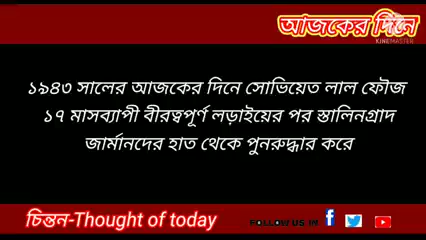 আজকের দিনে
KINEMASTER
১৯৪৩ সালের আজকের দিনে সোভিয়েত লাল ফৌজ
১৭ মাসব্যাপী বীরত্বপূর্ণ লড়াইয়ের পর স্তালিনগ্রাদ
জার্মানদের হাত থেকে পুনরুদ্ধার করে
চিন্তন-Thought of today
FOLLOW US IN